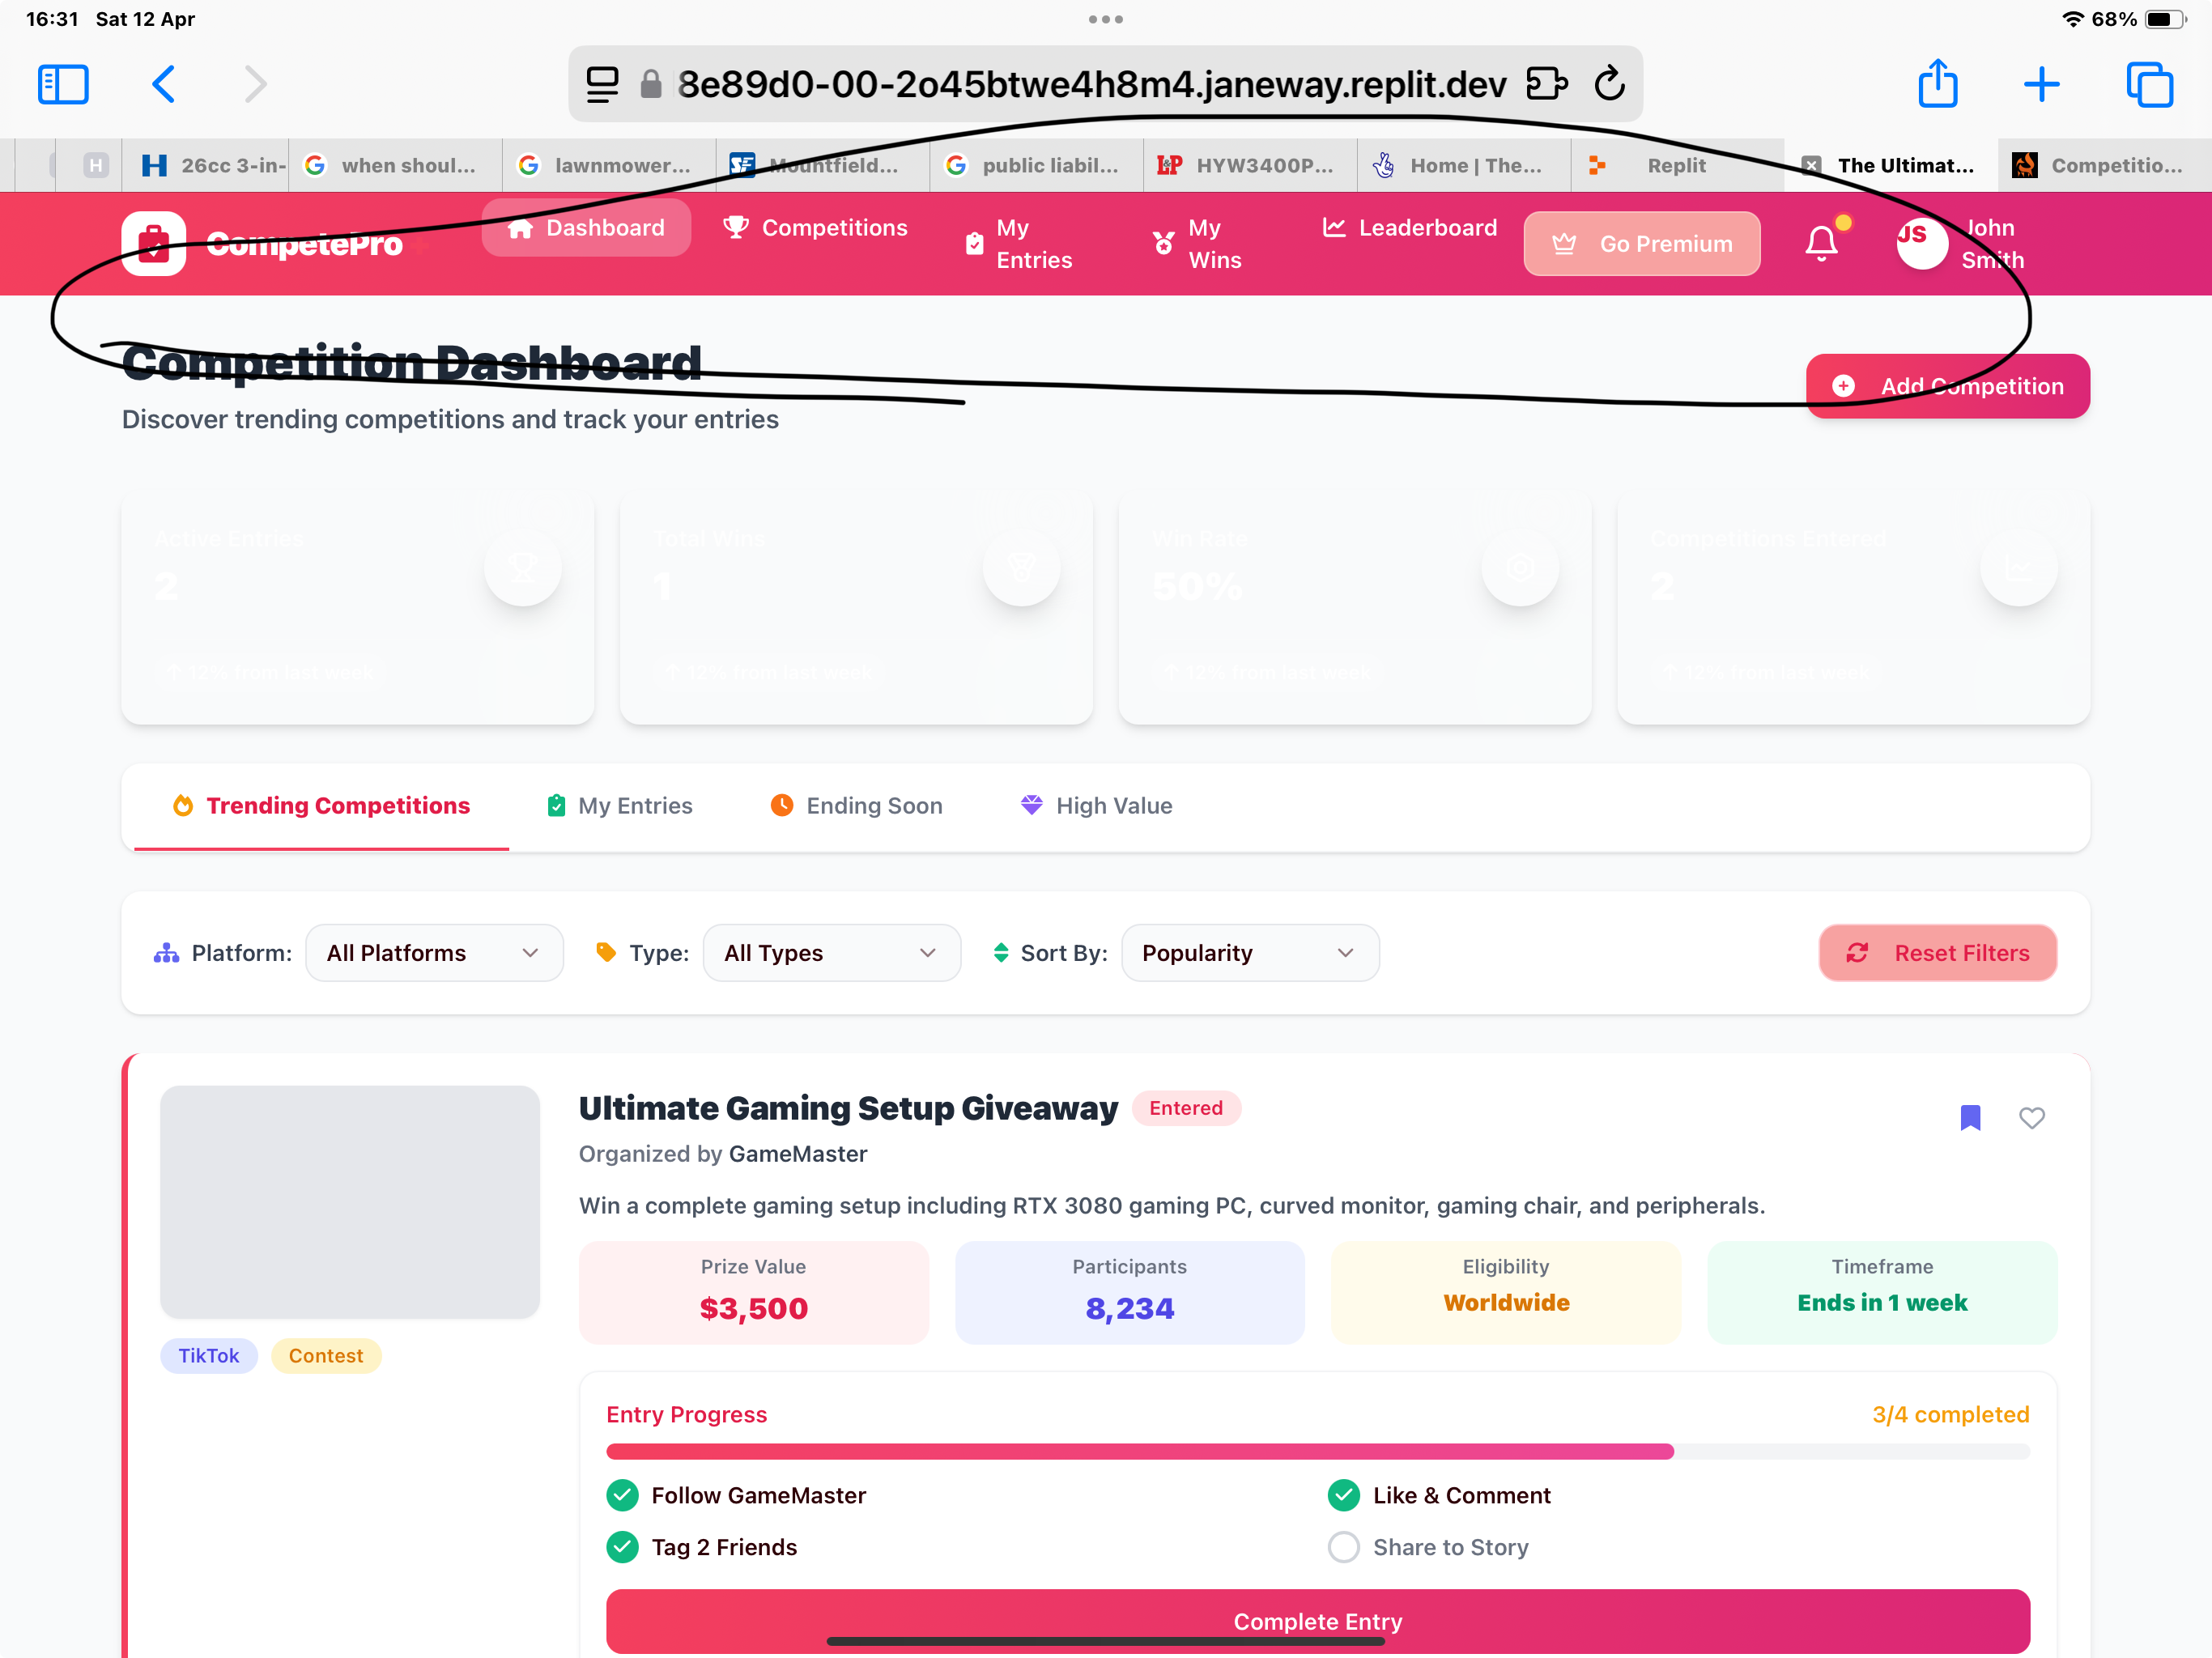 16:31 Sat 12 Apr
68%
8e89d0-00-2o45btwe4h8m4.janeway.replit.dev
H
26cc 3-in-
when shoul...
lawnmower...
Mountfield...
public liabil...
HYW3400P...
Home | The...
Replit
The Ultimat...
Competitio...
CompetePro +
Dashboard
Competitions
My Entries
My Wins
Leaderboard
Go Premium
JS
John Smith
Competition Dashboard
Add Competition
Discover trending competitions and track your entries
Active Entries
2
↑ 12% from last week
Total Wins
1
↑ 12% from last week
Win Rate
50%
↑ 12% from last week
Competitions Entered
2
↑ 12% from last week
Trending Competitions
My Entries
Ending Soon
High Value
Platform: All Platforms
Type: All Types
Sort By: Popularity
Reset Filters
Ultimate Gaming Setup Giveaway Entered
Organized by GameMaster
Win a complete gaming setup including RTX 3080 gaming PC, curved monitor, gaming chair, and peripherals.
Prize Value
$3,500
Participants
8,234
Eligibility
Worldwide
Timeframe
Ends in 1 week
TikTok
Contest
Entry Progress
3/4 completed
Follow GameMaster
Like & Comment
Tag 2 Friends
Share to Story
Complete Entry